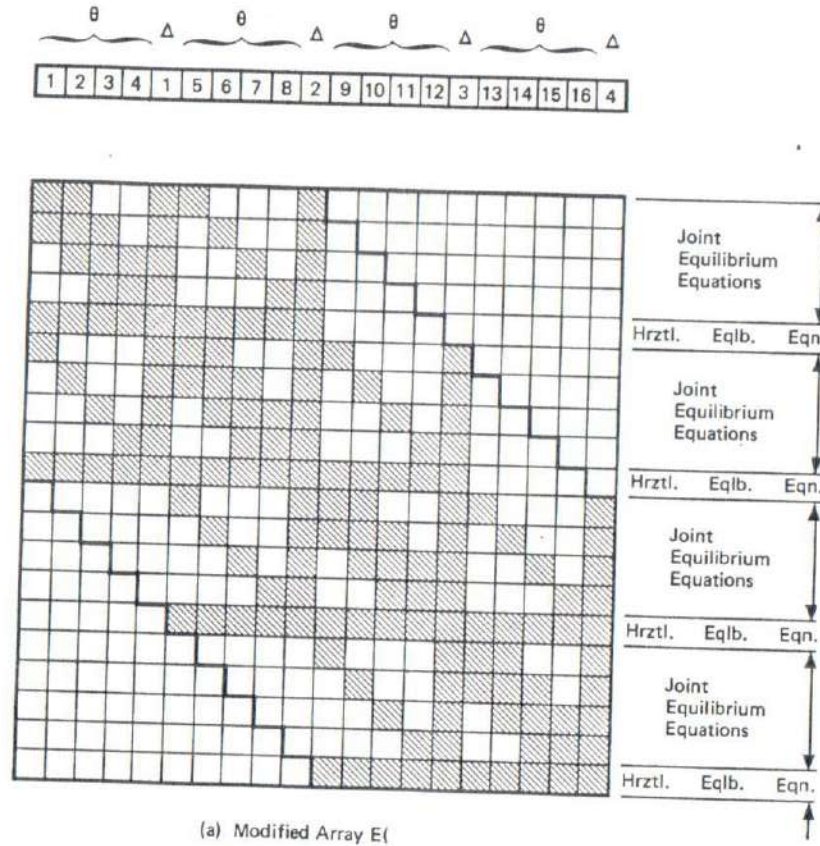 θ Δ θ Δ θ Δ θ Δ
1 2 3 4 1 5 6 7 8 2 9 10 11 12 3 13 14 15 16 4
Joint
Equilibrium
Equations
Hrztl. Eqlb. Eqn.
Joint
Equilibrium
Equations
Hrztl. Eqlb. Eqn.
Joint
Equilibrium
Equations
Hrztl. Eqlb. Eqn.
Joint
Equilibrium
Equations
Hrztl. Eqlb. Eqn.
(a) Modified Array E(